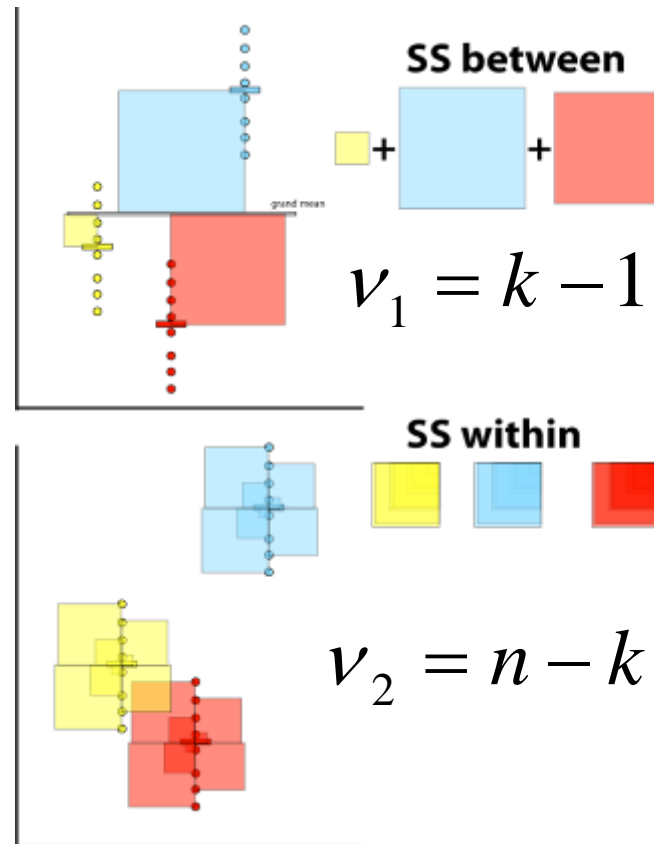 SS between
+ +
grand mean
ν₁ = k − 1
SS within
ν₂ = n − k